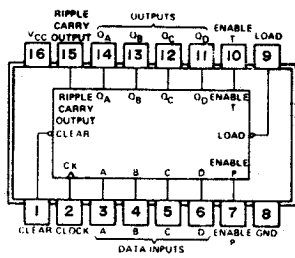 RIPPLE CARRY OUTPUT
OUTPUTS
VCC QA QB QC QD ENABLE T LOAD
16 15 14 13 12 11 10 9
RIPPLE CARRY OUTPUT QA QB QC QD ENABLE T
CLEAR LOAD
CK A B C D ENABLE P
1 2 3 4 5 6 7 8
CLEAR CLOCK A B C D ENABLE P GND
DATA INPUTS